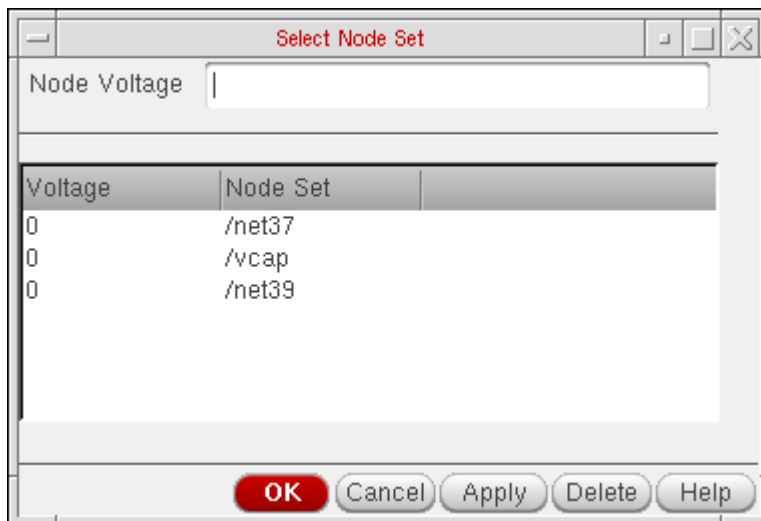 Select Node Set
Node Voltage
Voltage Node Set
0 /net37
0 /vcap
0 /net39
OK Cancel Apply Delete Help